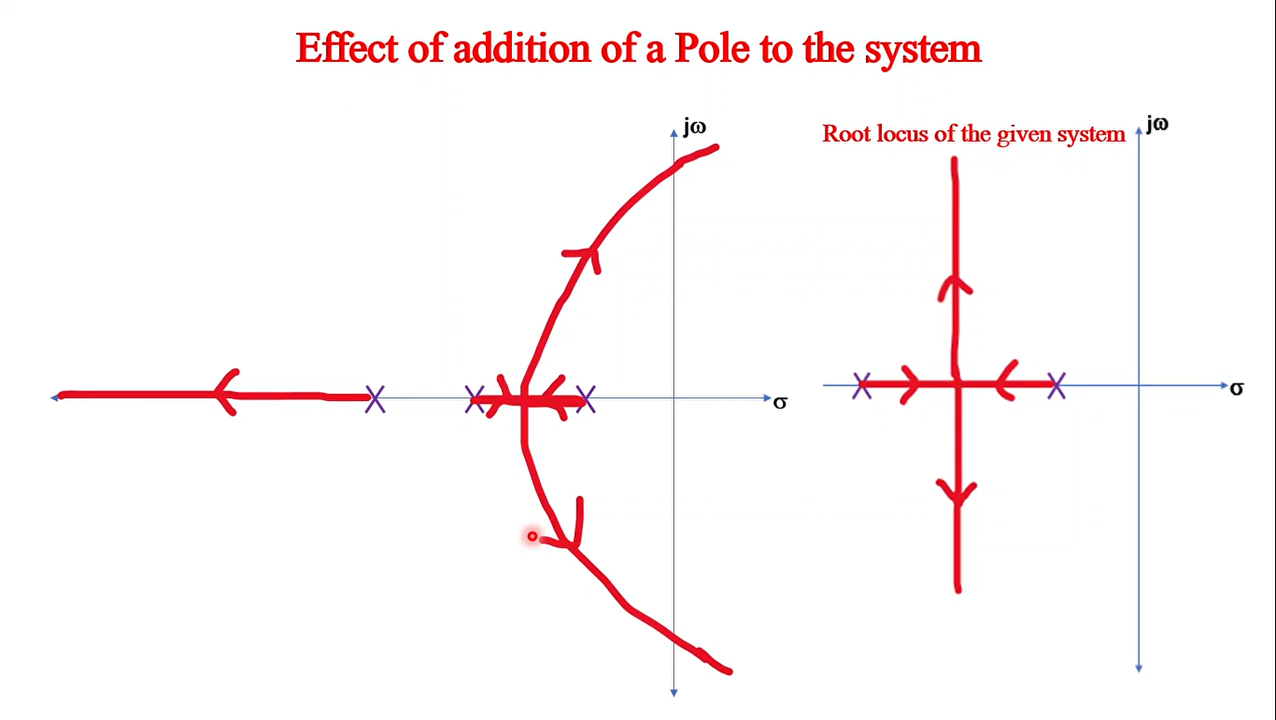 Effect of addition of a Pole to the system
jω
Root locus of the given system
jω
σ
σ